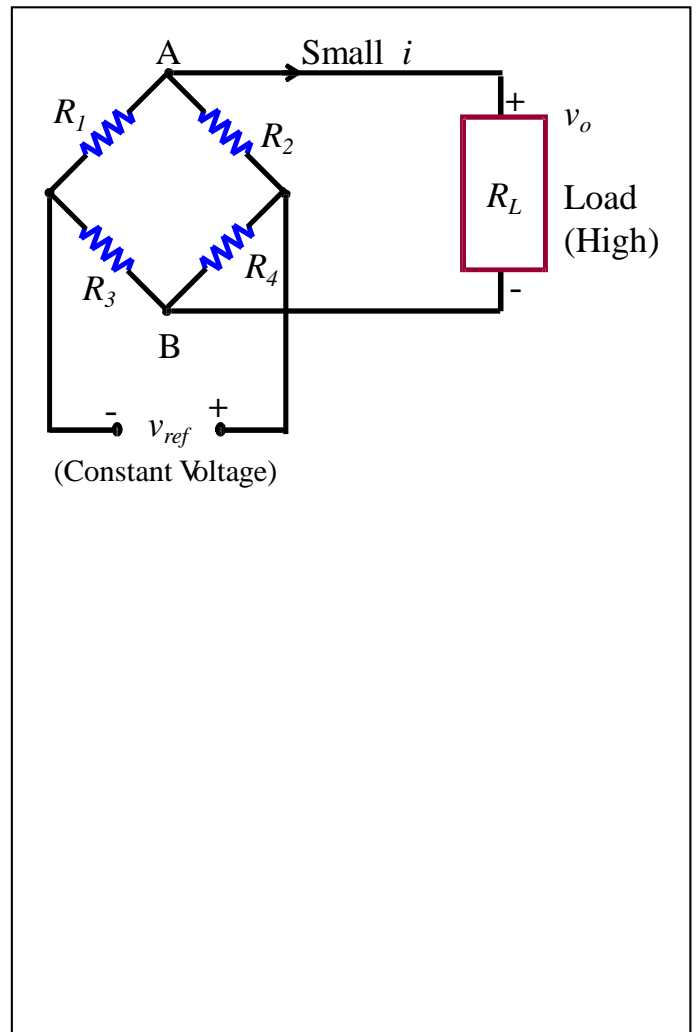 A
Small i
R1
R2
+
vo
RL
Load
(High)
R3
R4
-
B
- vref +
(Constant Voltage)